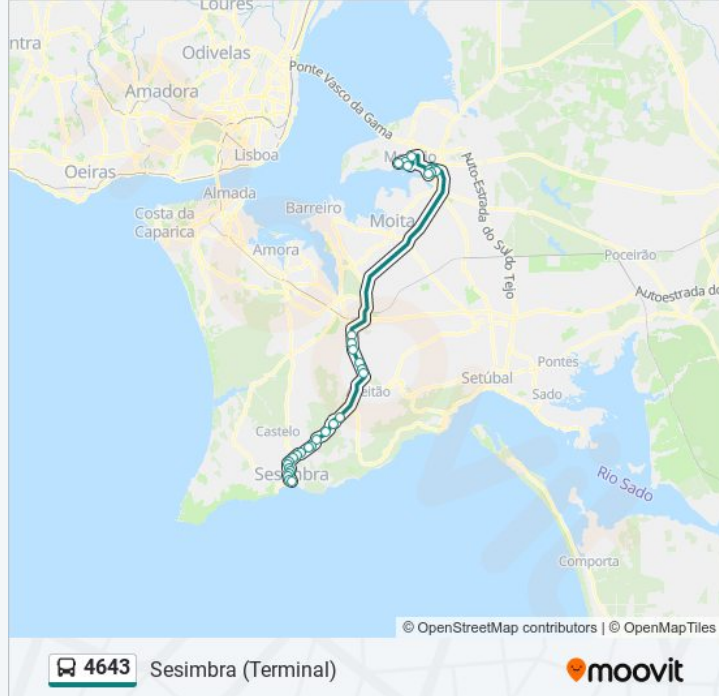 Loures
ntra
Odivelas
Ponte Vasco da Gama
Amadora
Lisboa
Oeiras
Almada
Costa da
Caparica
Barreiro
Moita
Auto-Estrada do Sul do Tejo
Amora
Poceirão
Autoestrada do
Pontes
Setúbal
Sado
eitão
Castelo
Sesimbra
Rio Sado
Comporta
© OpenStreetMap contributors | © OpenMapTiles
4643 Sesimbra (Terminal)
moovit